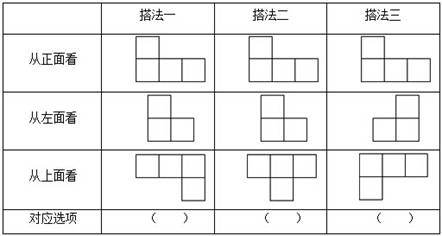 搭法一 搭法二 搭法三
从正面看
从左面看
从上面看
对应选项 （ ） （ ） （ ）